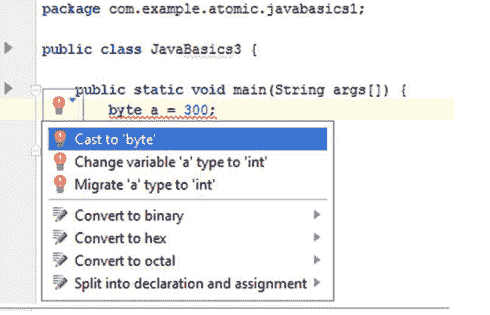 package com.example.atomic.javabasics1;
public class JavaBasics3 {
public static void main(String args[]) {
byte a = 300;
Cast to 'byte'
Change variable 'a' type to 'int'
Migrate 'a' type to 'int'
Convert to binary
Convert to hex
Convert to octal
Split into declaration and assignment